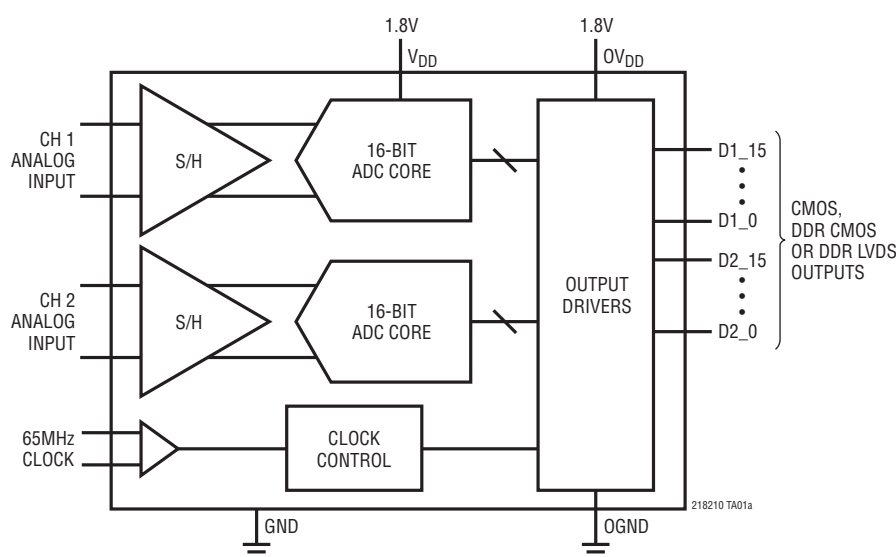 1.8V
1.8V
VDD
OVDD
CH 1
ANALOG
INPUT
S/H
16-BIT
ADC CORE
D1_15
D1_0
CMOS,
DDR CMOS
OR DDR LVDS
OUTPUTS
D2_15
D2_0
OUTPUT
DRIVERS
CH 2
ANALOG
INPUT
S/H
16-BIT
ADC CORE
65MHz
CLOCK
CLOCK
CONTROL
218210 TA01a
GND
OGND